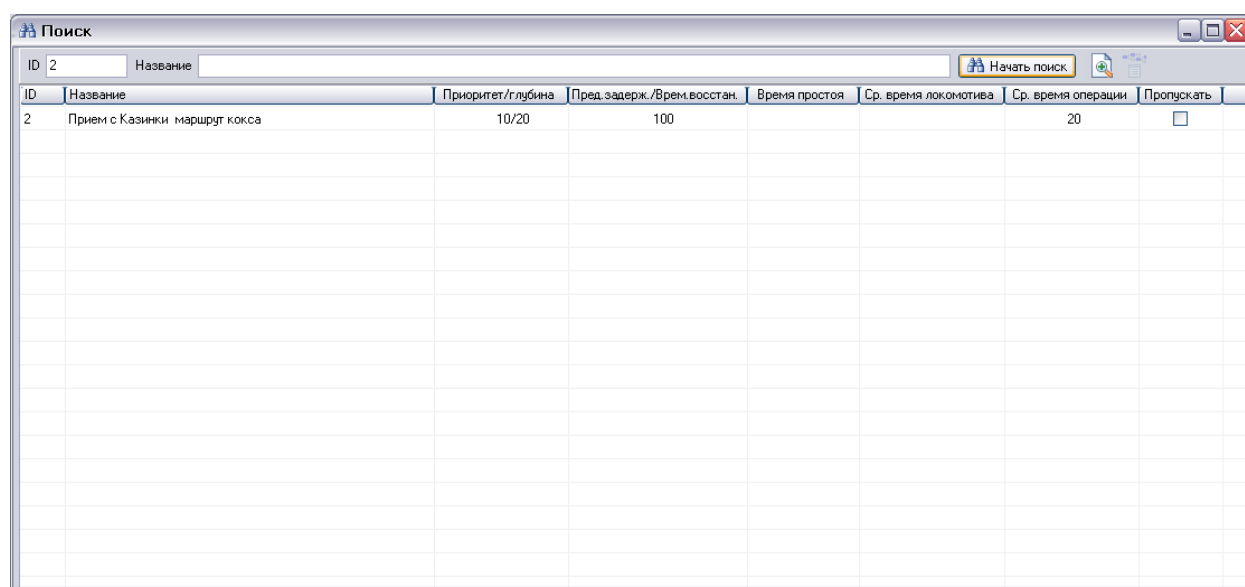 Поиск
ID 2 Название Начать поиск
ID Название Приоритет/глубина Пред.задерж./Врем.восстан. Время простоя Ср. время локомотива Ср. время операции Пропускать
2 Прием с Казинки маршрут кокса 10/20 100 20